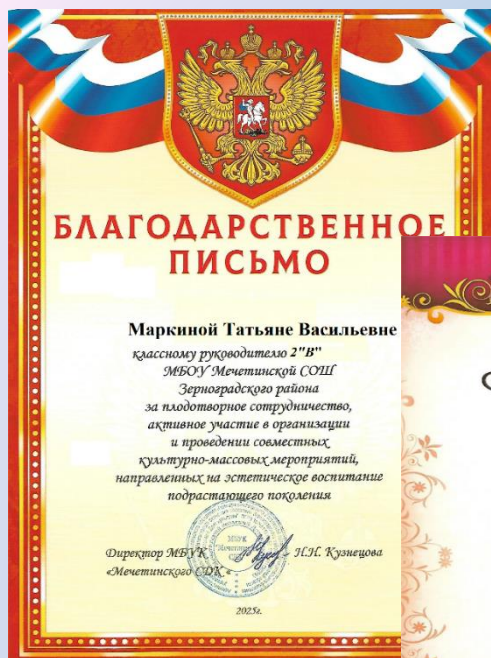 БЛАГОДАРСТВЕННОЕ
ПИСЬМО
Маркиной Татьяне Васильевне
классному руководителю 2"В"
МБОУ Мечетинской СОШ
Зерноградского района
за плодотворное сотрудничество,
активное участие в организации
и проведении совместных
культурно-массовых мероприятий,
направленных на эстетическое воспитание
подрастающего поколения
Директор МБУК Н.Н. Кузнецова
«Мечетинского СДК»
2025г.